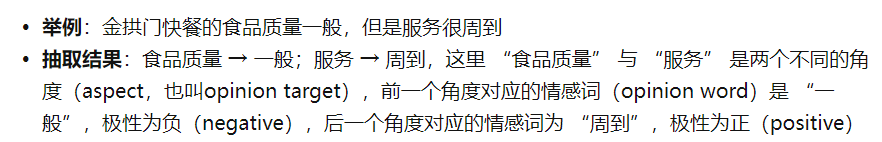 • 举例：金拱门快餐的食品质量一般，但是服务很周到
• 抽取结果：食品质量 → 一般；服务 → 周到，这里 “食品质量” 与 “服务” 是两个不同的角
度（aspect，也叫opinion target），前一个角度对应的情感词（opinion word）是 “一
般”，极性为负（negative），后一个角度对应的情感词为 “周到”，极性为正（positive）